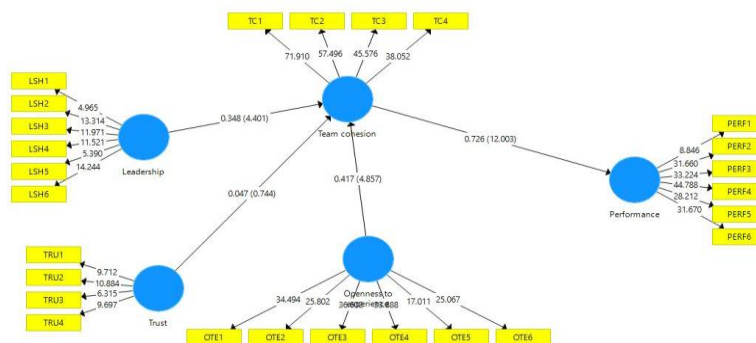 TC1
TC2
TC3
TC4
71.910
57.496
45.576
38.052
LSH1
LSH2
LSH3
LSH4
LSH5
LSH6
4.965
13.314
11.971
11.521
5.390
14.244
Leadership
0.348 (4.401)
Team cohesion
0.726 (12.003)
PERF1
PERF2
PERF3
PERF4
PERF5
PERF6
8.846
31.660
33.224
44.788
28.212
31.670
Performance
0.047 (0.744)
0.417 (4.857)
TRU1
TRU2
TRU3
TRU4
9.712
10.884
6.315
9.697
Trust
Openness to
34.494
25.802
17.011
25.067
OTE1
OTE2
OTE3
OTE4
OTE5
OTE6